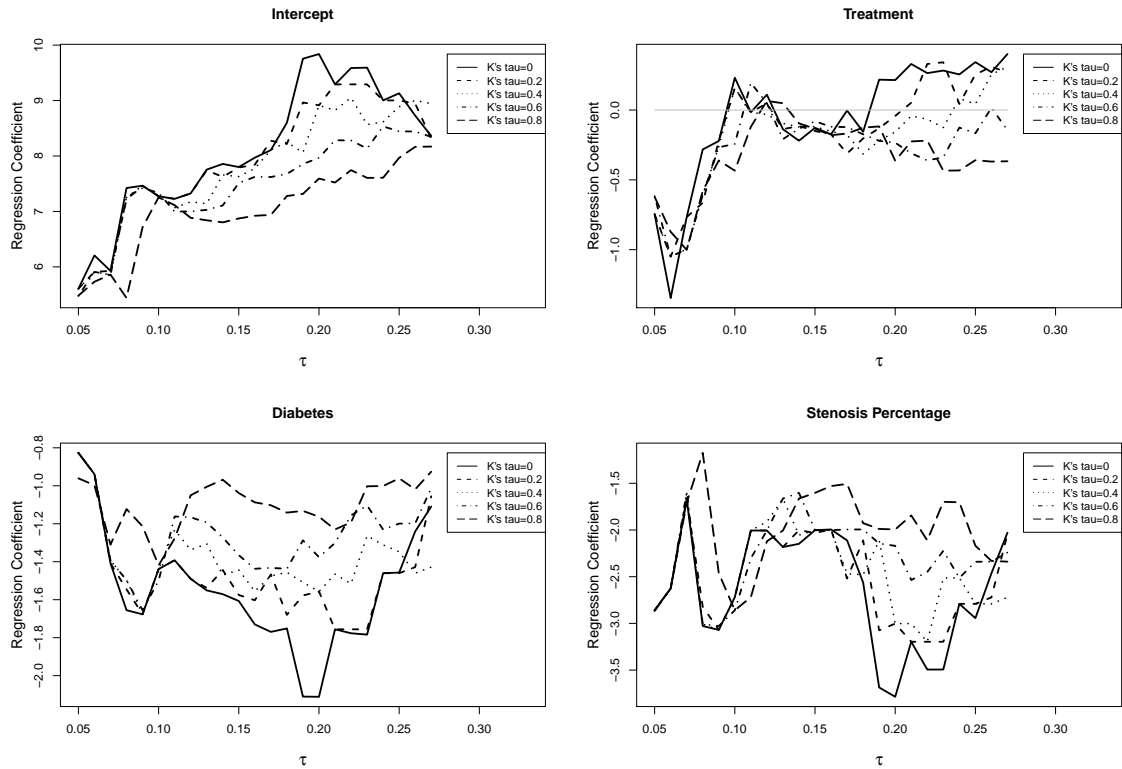 Intercept
Regression Coefficient
10
9
8
7
6
0.05
0.10
0.15
0.20
0.25
0.30
τ
K's tau=0
K's tau=0.2
K's tau=0.4
K's tau=0.6
K's tau=0.8
Treatment
Regression Coefficient
0.0
−0.5
−1.0
0.05
0.10
0.15
0.20
0.25
0.30
τ
K's tau=0
K's tau=0.2
K's tau=0.4
K's tau=0.6
K's tau=0.8
Diabetes
Regression Coefficient
−0.8
−1.0
−1.2
−1.4
−1.6
−1.8
−2.0
0.05
0.10
0.15
0.20
0.25
0.30
τ
K's tau=0
K's tau=0.2
K's tau=0.4
K's tau=0.6
K's tau=0.8
Stenosis Percentage
Regression Coefficient
−1.5
−2.0
−2.5
−3.0
−3.5
0.05
0.10
0.15
0.20
0.25
0.30
τ
K's tau=0
K's tau=0.2
K's tau=0.4
K's tau=0.6
K's tau=0.8